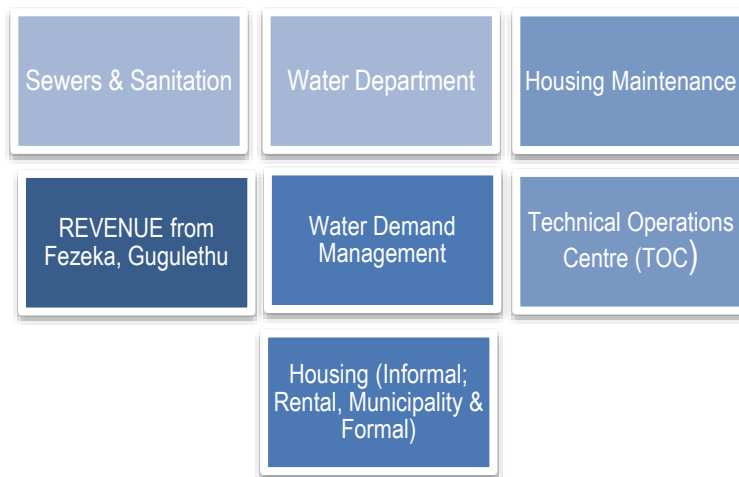 Sewers & Sanitation
Water Department
Housing Maintenance
REVENUE from
Fezeka, Gugulethu
Water Demand
Management
Technical Operations
Centre (TOC)
Housing (Informal;
Rental, Municipality &
Formal)